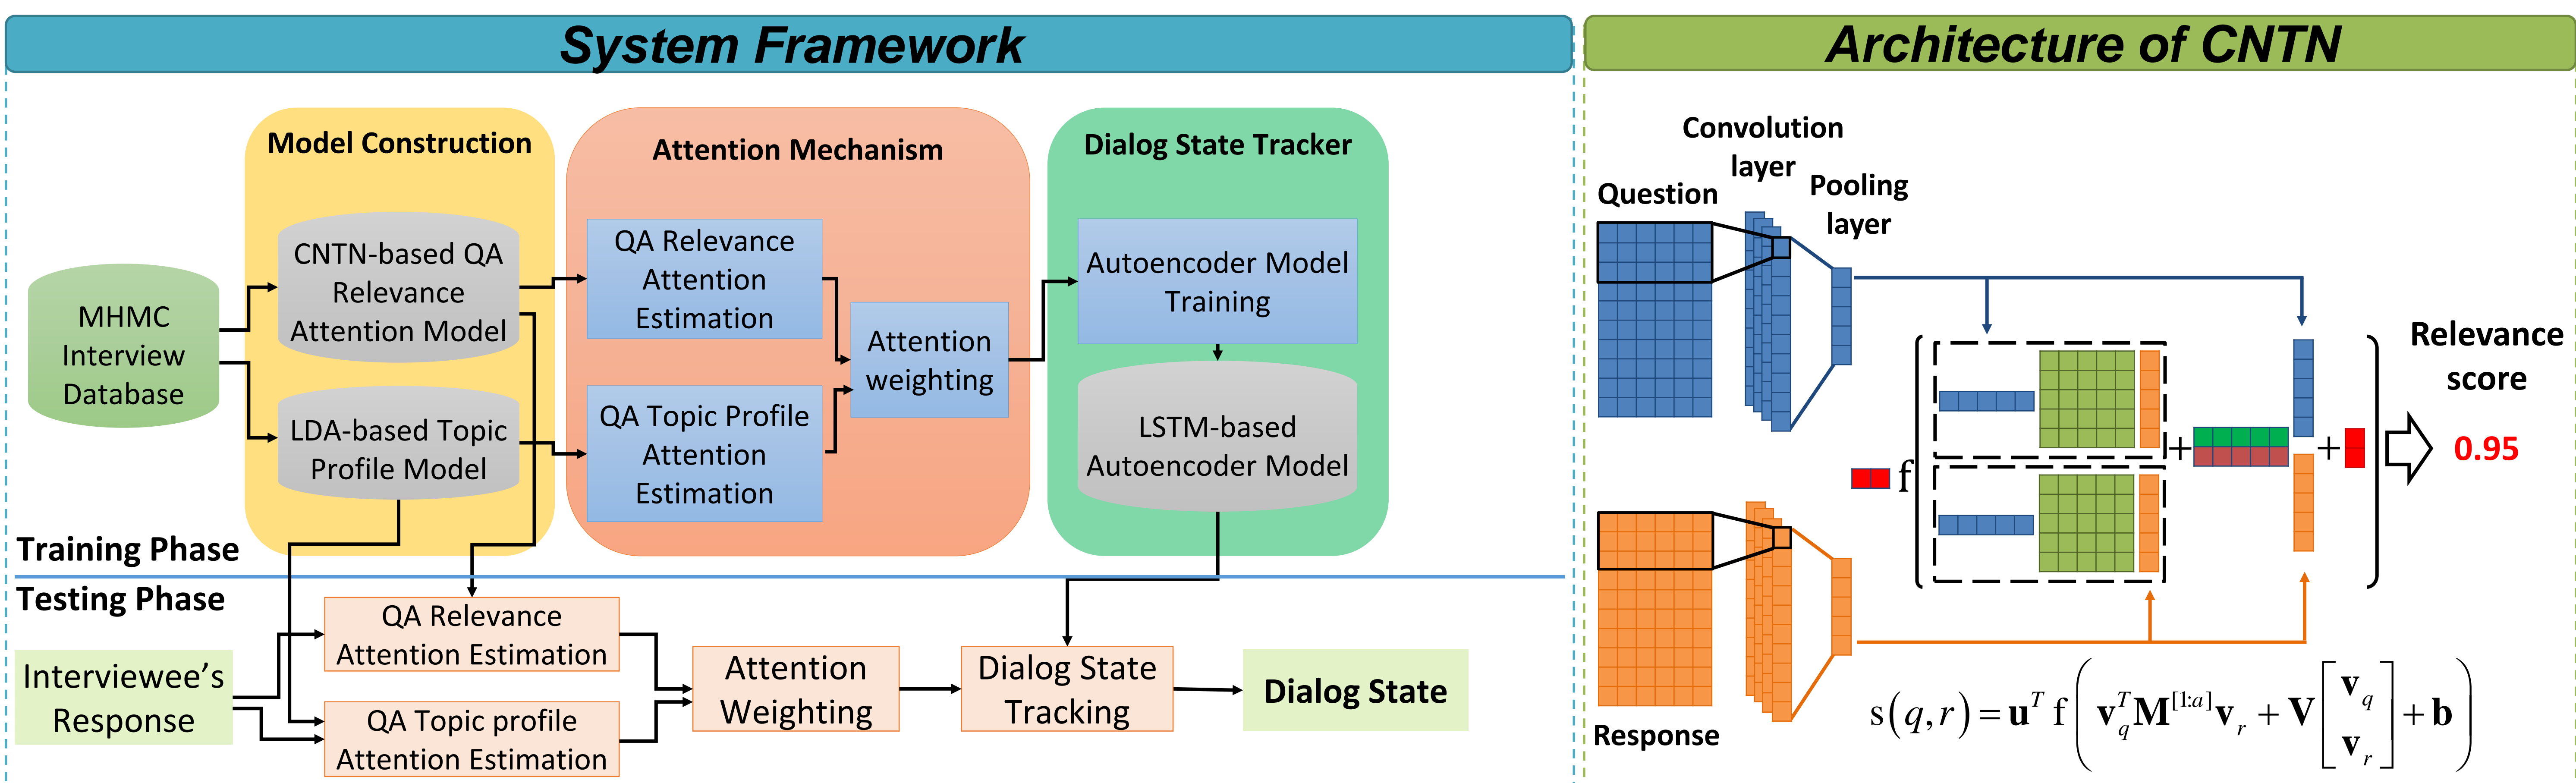 System Framework
Model Construction
Attention Mechanism
Dialog State Tracker
MHMC
Interview
Database
CNTN-based QA
Relevance
Attention Model
LDA-based Topic
Profile Model
QA Relevance
Attention
Estimation
QA Topic Profile
Attention
Estimation
Attention
weighting
Autoencoder Model
Training
LSTM-based
Autoencoder Model
Training Phase
Testing Phase
Interviewee's
Response
QA Relevance
Attention Estimation
QA Topic profile
Attention Estimation
Attention
Weighting
Dialog State
Tracking
Dialog State
Architecture of CNTN
Convolution
layer
Pooling
layer
Question
Response
f
+
+
Relevance
score
0.95
s(q,r) = u^T f( v_q^T M^[1:a] v_r + V [ v_q v_r ] + b )